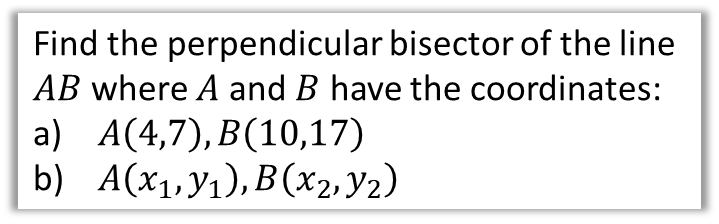 Find the perpendicular bisector of the line
AB where A and B have the coordinates:
a) A(4,7), B(10,17)
b) A(x₁, y₁), B(x₂, y₂)